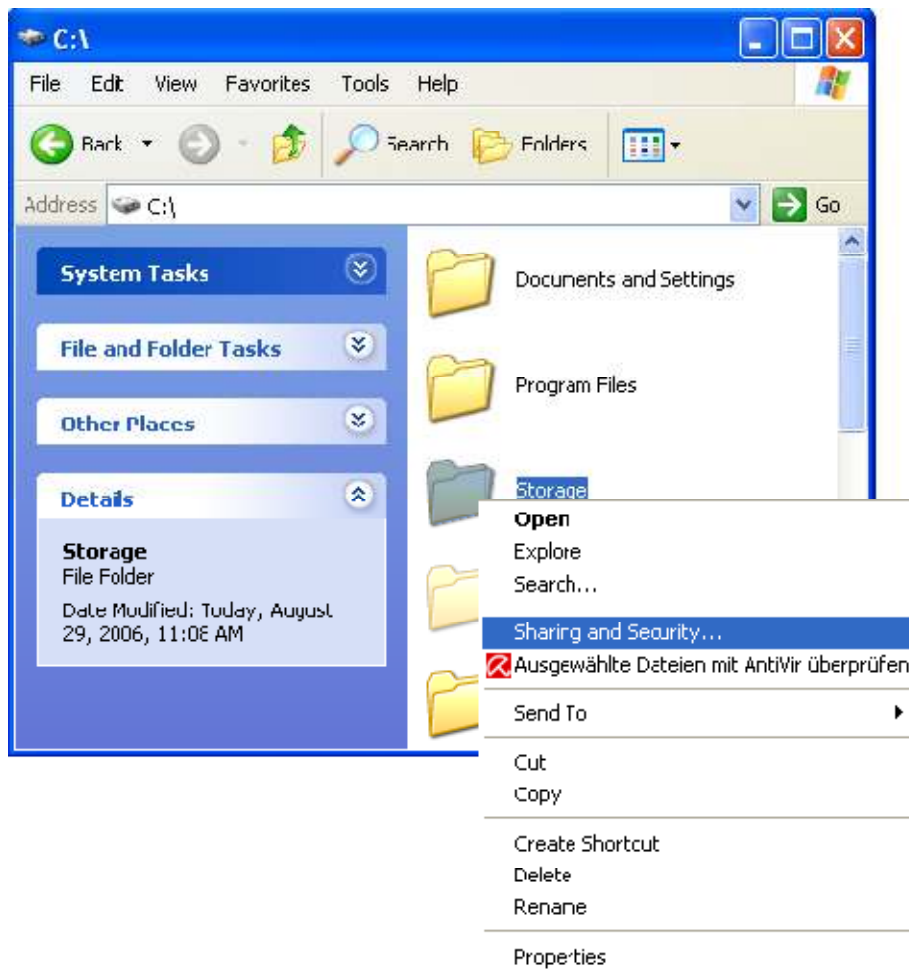 C:\
File Edit View Favorites Tools Help
Back Search Folders
Address C:\ Go
System Tasks
File and Folder Tasks
Other Places
Details
Storage
File Folder
Date Modified: Today, August
29, 2006, 11:08 AM
Documents and Settings
Program Files
Storage
Open
Explore
Search...
Sharing and Security...
Ausgewählte Dateien mit AntiVir überprüfen
Send To
Cut
Copy
Create Shortcut
Delete
Rename
Properties